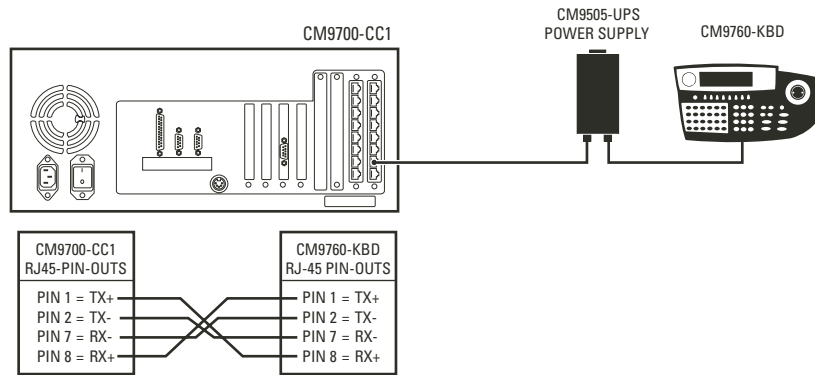 CM9700-CC1
CM9505-UPS
POWER SUPPLY
CM9760-KBD
CM9700-CC1
RJ45-PIN-OUTS
PIN 1 = TX+
PIN 2 = TX-
PIN 7 = RX-
PIN 8 = RX+
CM9760-KBD
RJ-45 PIN-OUTS
PIN 1 = TX+
PIN 2 = TX-
PIN 7 = RX-
PIN 8 = RX+